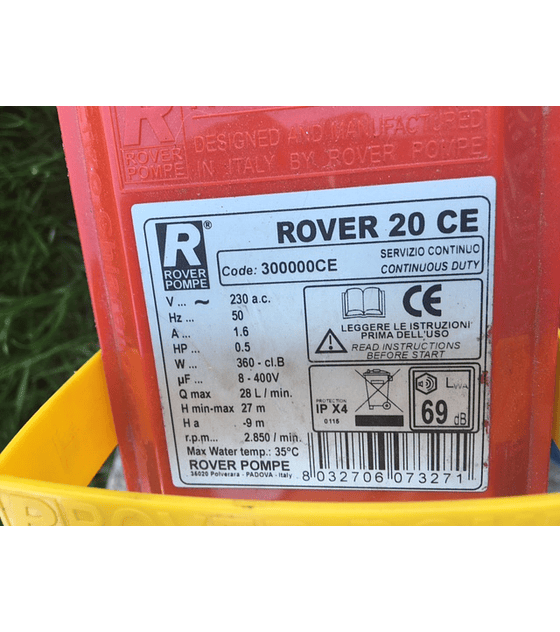 R
ROVER
POMPE
DESIGNED AND MANUFACTURED
IN ITALY BY ROVER POMPE
R®
ROVER
POMPE
ROVER 20 CE
Code: 300000CE
SERVIZIO CONTINUO
CONTINUOUS DUTY
V ... ~ 230 a.c.
Hz ... 50
A ... 1.6
HP ... 0.5
W ... 360 - cl.B
µF ... 8 - 400V
Q max 28 L / min.
H min-max 27 m
H a -9 m
r.p.m ... 2.850 / min.
Max Water temp.: 35°C
ROVER POMPE
35020 Polverara - PADOVA - Italy
CE
LEGGERE LE ISTRUZIONI
PRIMA DELL'USO
READ INSTRUCTIONS
BEFORE START
PROTECTION
IP X4
0116
LWA
69 dB
8 032706 073271